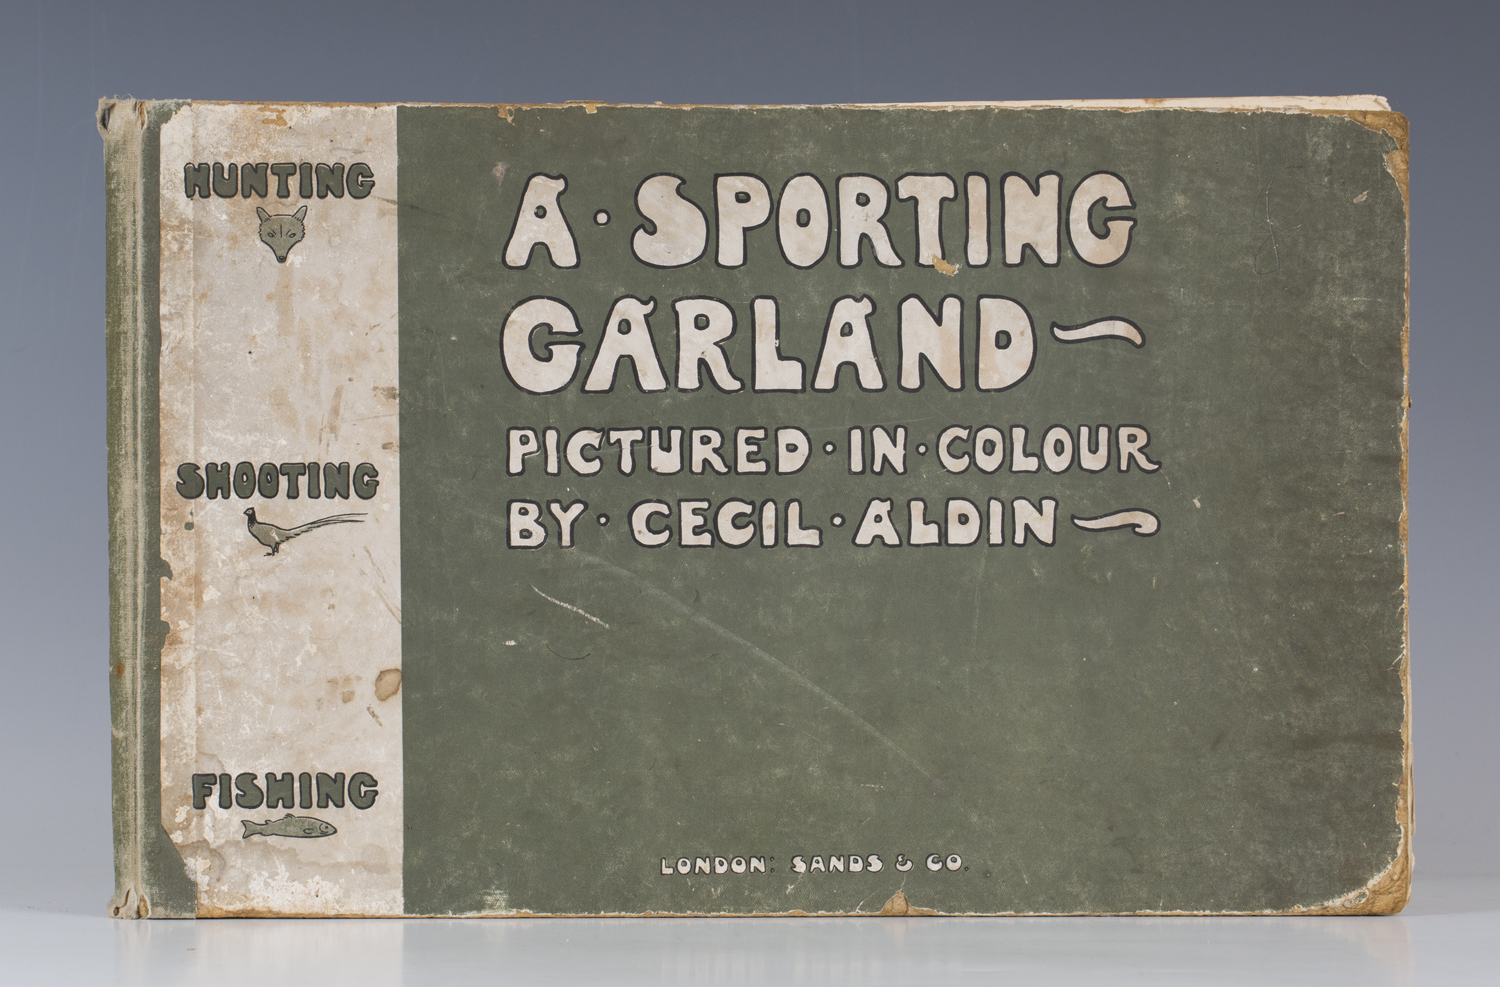 HUNTING
SHOOTING
FISHING
A · SPORTING
GARLAND
PICTURED · IN · COLOUR
BY · CECIL · ALDIN
LONDON: SANDS & CO.